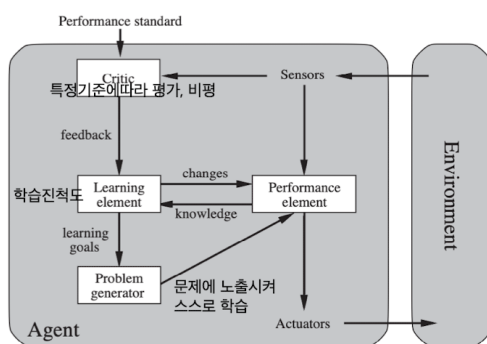 Performance standard
Critic
특정기준에따라 평가, 비평
Sensors
feedback
학습진척도
Learning
element
changes
knowledge
Performance
element
learning
goals
Problem
generator
문제에 노출시켜
스스로 학습
Agent
Actuators
Environment